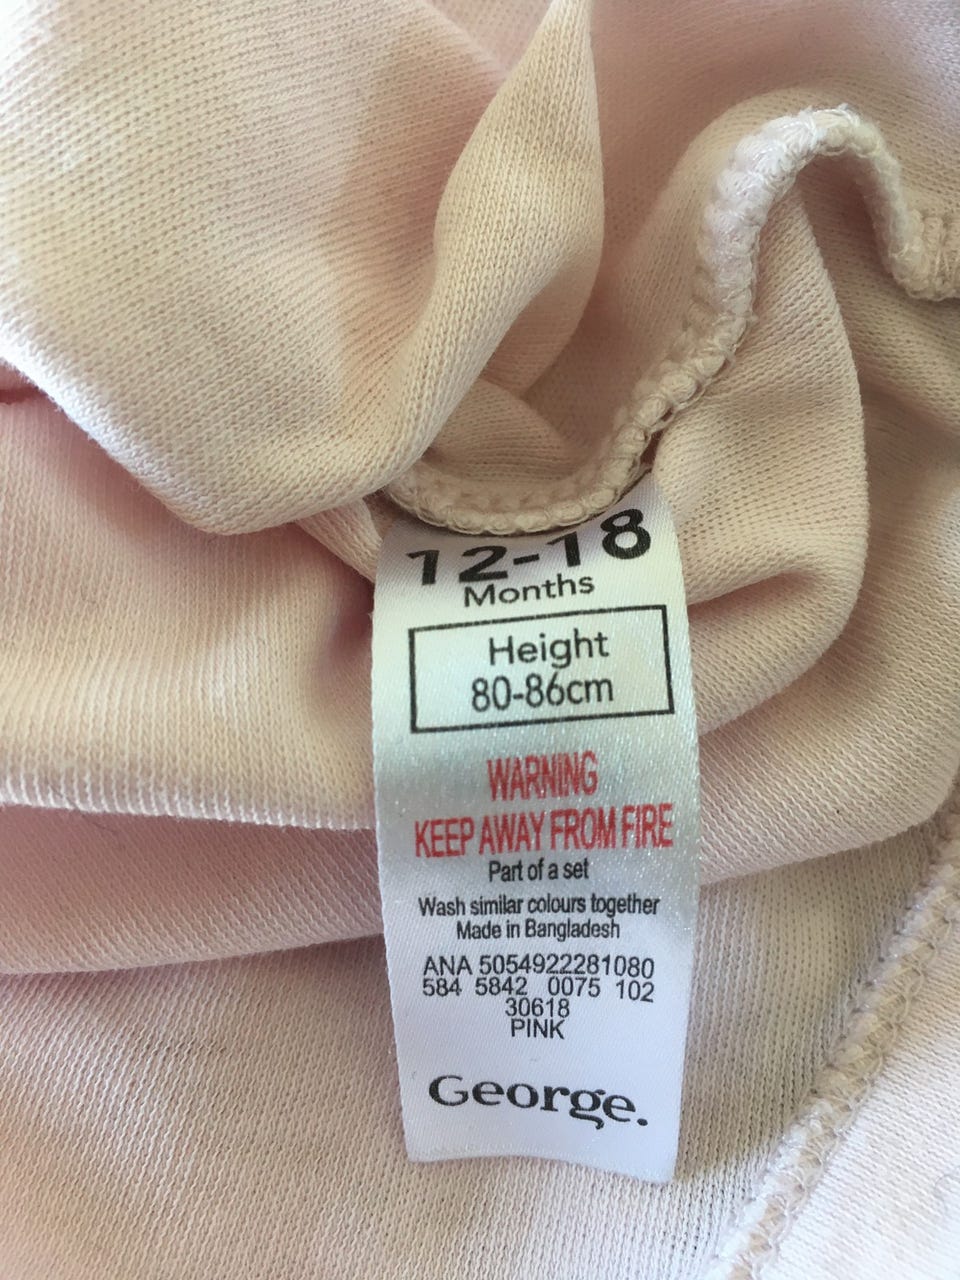 12-18
Months
Height
80-86cm
WARNING
KEEP AWAY FROM FIRE
Part of a set
Wash similar colours together
Made in Bangladesh
ANA 5054922281080
584 5842 0075 102
30618
PINK
George.